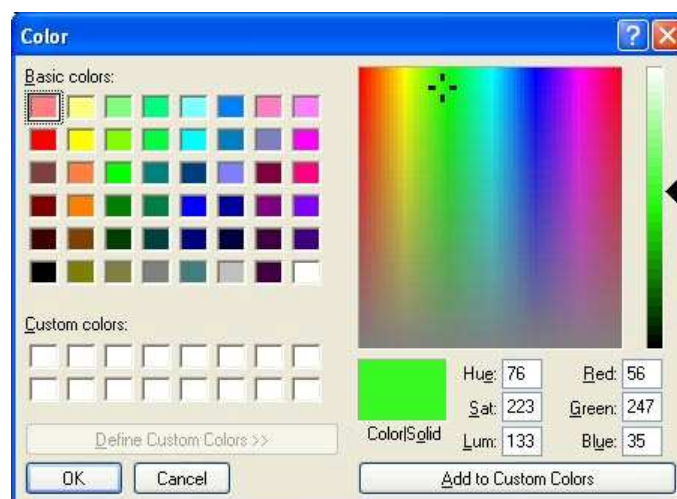 Color
Basic colors:
Custom colors:
Define Custom Colors >>
OK Cancel
Color|Solid
Hue: 76 Red: 56
Sat: 223 Green: 247
Lum: 133 Blue: 35
Add to Custom Colors